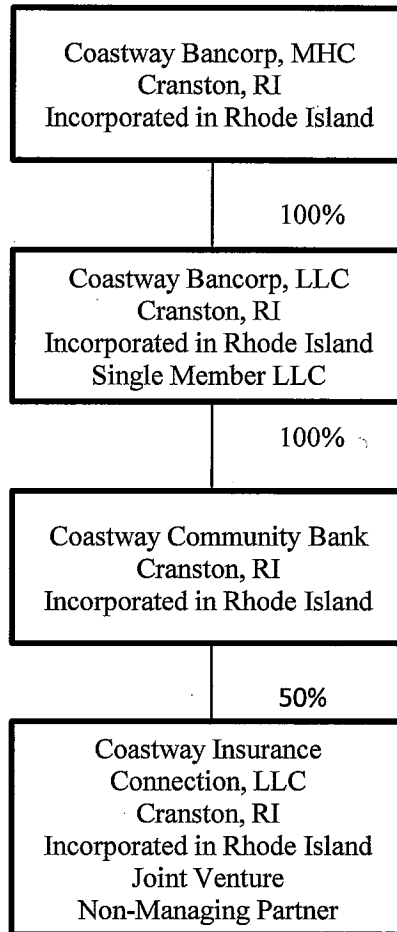 Coastway Bancorp, MHC
Cranston, RI
Incorporated in Rhode Island
100%
Coastway Bancorp, LLC
Cranston, RI
Incorporated in Rhode Island
Single Member LLC
100%
Coastway Community Bank
Cranston, RI
Incorporated in Rhode Island
50%
Coastway Insurance
Connection, LLC
Cranston, RI
Incorporated in Rhode Island
Joint Venture
Non-Managing Partner